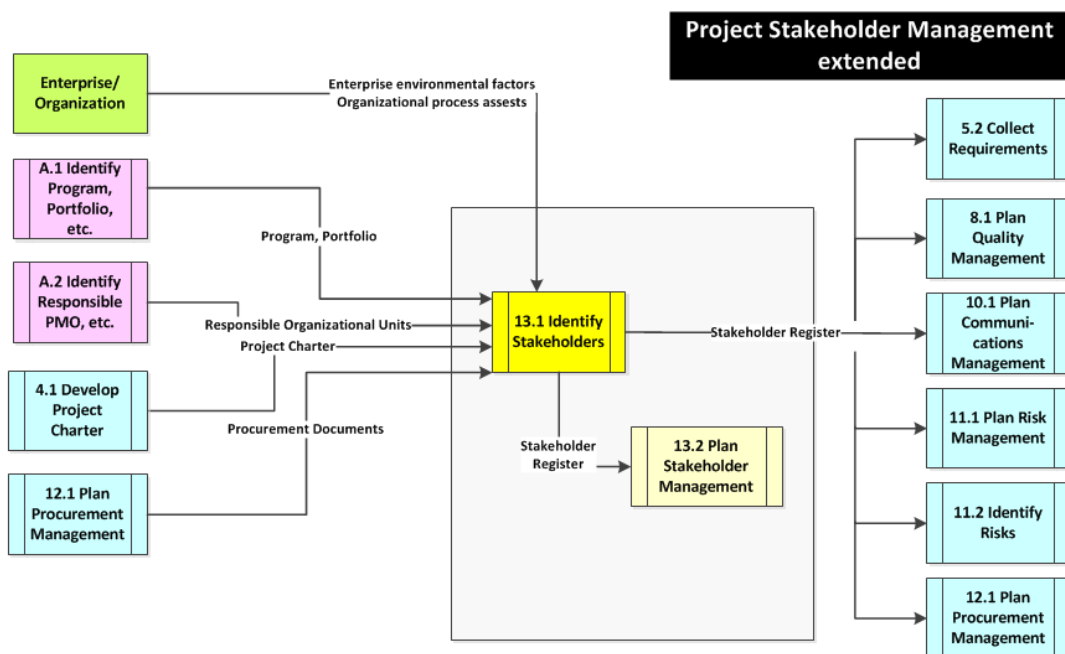 Project Stakeholder Management
extended
Enterprise/
Organization
Enterprise environmental factors
Organizational process assests
A.1 Identify
Program,
Portfolio,
etc.
Program, Portfolio
A.2 Identify
Responsible
PMO, etc.
Responsible Organizational Units
Project Charter
4.1 Develop
Project
Charter
Procurement Documents
12.1 Plan
Procurement
Management
13.1 Identify
Stakeholders
Stakeholder Register
Stakeholder
Register
13.2 Plan
Stakeholder
Management
5.2 Collect
Requirements
8.1 Plan
Quality
Management
10.1 Plan
Communi-
cations
Management
11.1 Plan Risk
Management
11.2 Identify
Risks
12.1 Plan
Procurement
Management